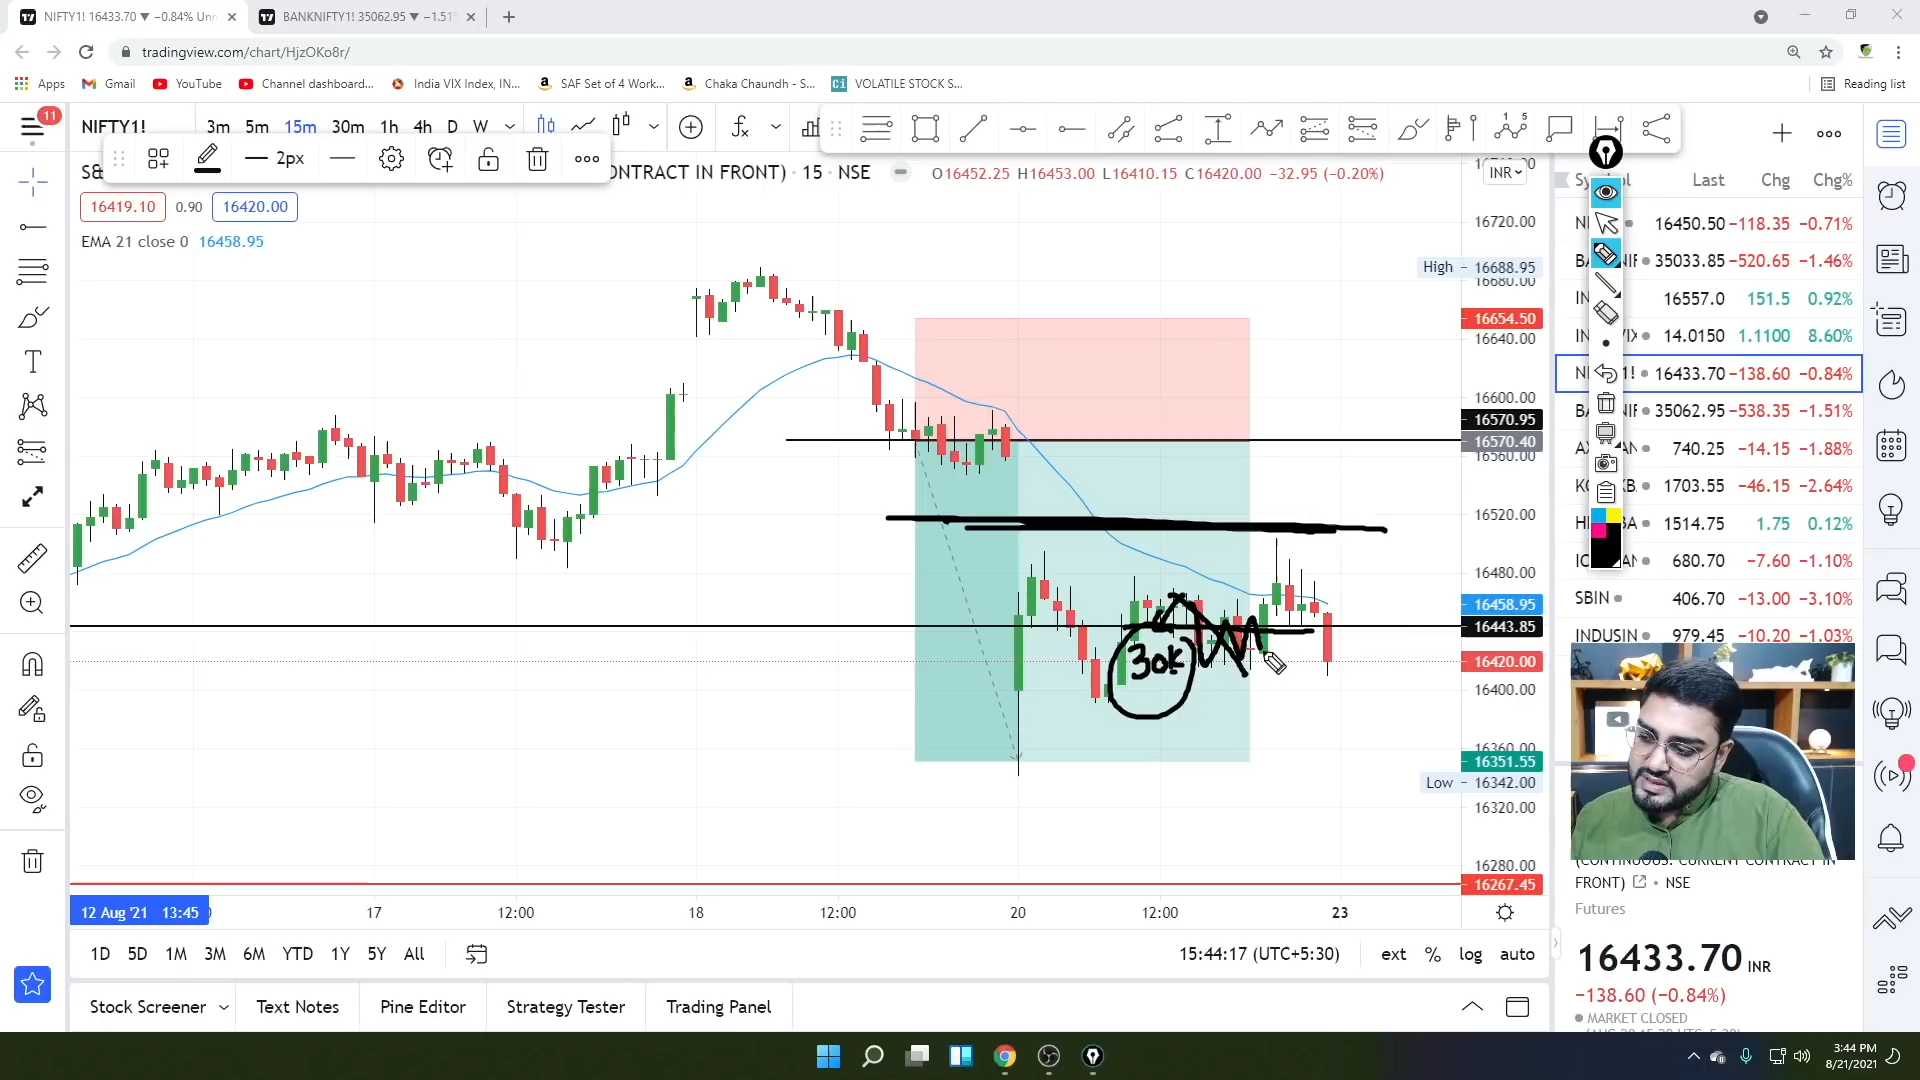 NIFTY1! 16433.70 ▼ −0.84% Un
BANKNIFTY1! 35062.95 ▼ −1.51%
tradingview.com/chart/HjzOKo8r/
Apps Gmail YouTube Channel dashboard... India VIX Index, IN... SAF Set of 4 Work... Chaka Chaundh - S... VOLATILE STOCK S... Reading list
11
NIFTY1! 3m 5m 15m 30m 1h 4h D W
2px
ONTRACT IN FRONT) · 15 · NSE O16452.25 H16453.00 L16410.15 C16420.00 −32.95 (−0.20%)
INR
16419.10 0.90 16420.00
EMA 21 close 0 16458.95
16720.00
High 16688.95
16680.00
16654.50
16640.00
16600.00
16570.95
16570.40
16560.00
16520.00
16480.00
16458.95
16443.85
16420.00
16400.00
16360.00
16351.55
Low 16342.00
16320.00
16280.00
16267.45
30K
12 Aug '21 13:45 17 12:00 18 12:00 20 12:00 23
1D 5D 1M 3M 6M YTD 1Y 5Y All
15:44:17 (UTC+5:30) ext % log auto
Stock Screener Text Notes Pine Editor Strategy Tester Trading Panel
Last Chg Chg%
16450.50 −118.35 −0.71%
35033.85 −520.65 −1.46%
16557.0 151.5 0.92%
14.0150 1.1100 8.60%
16433.70 −138.60 −0.84%
35062.95 −538.35 −1.51%
740.25 −14.15 −1.88%
1703.55 −46.15 −2.64%
1514.75 1.75 0.12%
680.70 −7.60 −1.10%
SBIN 406.70 −13.00 −3.10%
INDUSIN 979.45 −10.20 −1.03%
(CONTINUOUS: CURRENT CONTRACT IN
FRONT) · NSE
Futures
16433.70 INR
−138.60 (−0.84%)
MARKET CLOSED
3:44 PM
8/21/2021